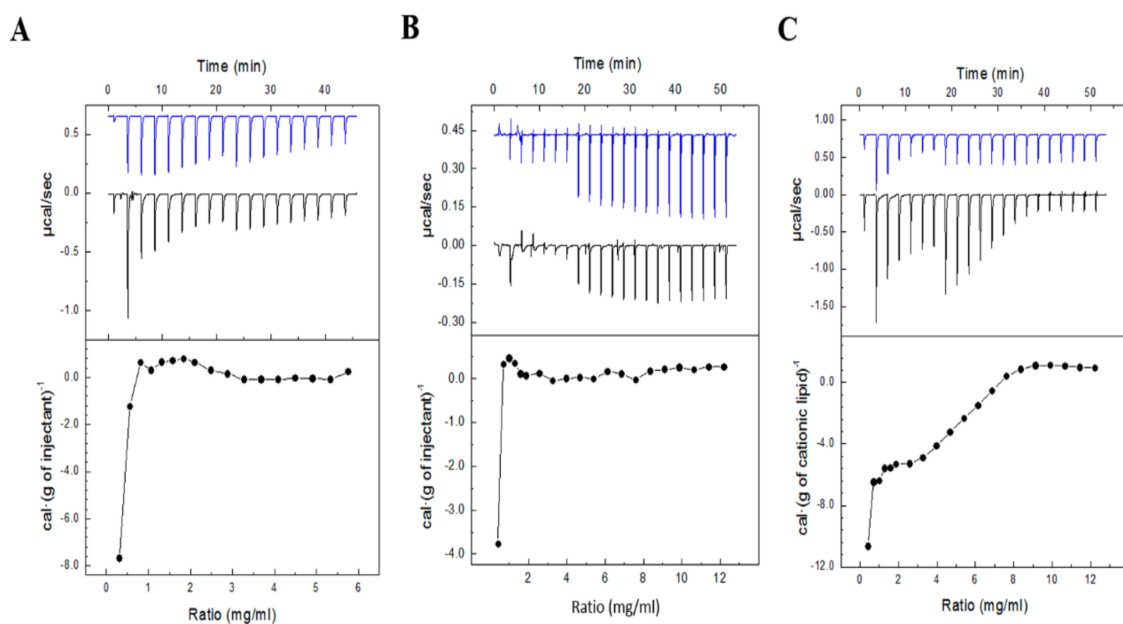 A
Time (min)
0 10 20 30 40
0.5
0.0
-0.5
-1.0
µcal/sec
0.0
-2.0
-4.0
-6.0
-8.0
cal·(g of injectant)⁻¹
0 1 2 3 4 5 6
Ratio (mg/ml)
B
Time (min)
0 10 20 30 40 50
0.45
0.30
0.15
0.00
-0.15
-0.30
µcal/sec
0.0
-1.0
-2.0
-3.0
-4.0
cal·(g of injectant)⁻¹
2 4 6 8 10 12
Ratio (mg/ml)
C
Time (min)
0 10 20 30 40 50
1.00
0.50
0.00
-0.50
-1.00
-1.50
µcal/sec
0.0
-4.0
-8.0
-12.0
cal·(g of cationic lipid)⁻¹
0 2 4 6 8 10 12
Ratio (mg/ml)